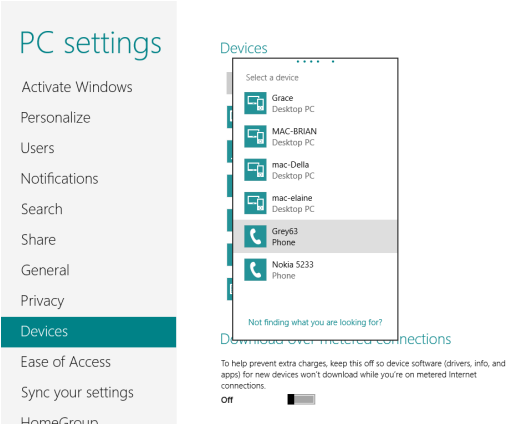 PC settings
Activate Windows
Personalize
Users
Notifications
Search
Share
General
Privacy
Devices
Ease of Access
Sync your settings
HomeGroup
Devices
Select a device
Grace
Desktop PC
MAC-BRIAN
Desktop PC
mac-Della
Desktop PC
mac-elaine
Desktop PC
Grey63
Phone
Nokia 5233
Phone
Not finding what you are looking for?
Download over metered connections
To help prevent extra charges, keep this off so device software (drivers, info, and
apps) for new devices won't download while you're on metered Internet
connections.
Off